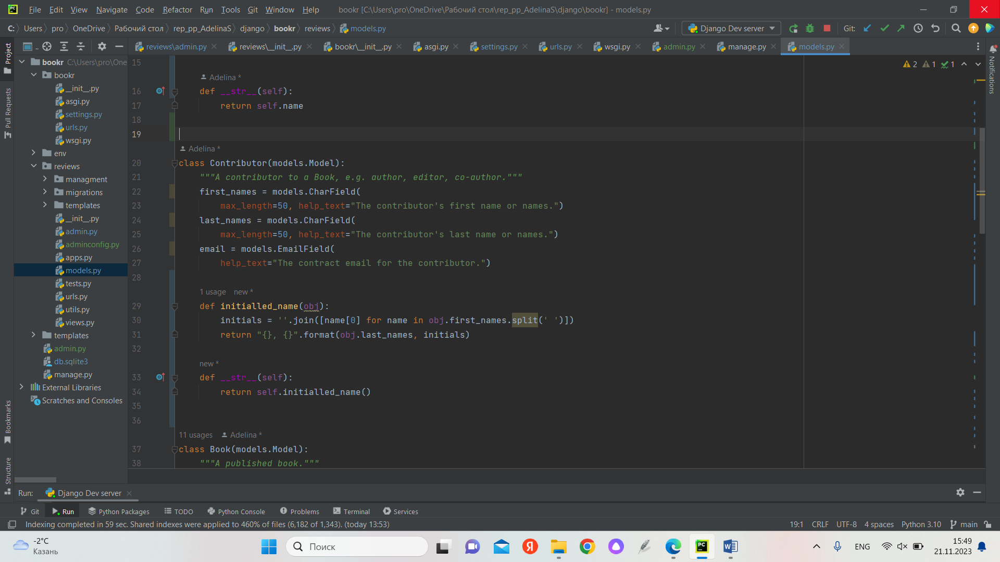 File Edit View Navigate Code Refactor Run Tools Git Window Help bookr [C:\Users\pro\OneDrive\Рабочий стол\rep_pp_AdelinaS\django\bookr] - models.py
C: Users pro OneDrive Рабочий стол rep_pp_AdelinaS django bookr reviews models.py Django Dev server Git:
.. reviews\admin.py reviews\__init__.py bookr\__init__.py asgi.py settings.py urls.py wsgi.py admin.py manage.py models.py
Project
Pull Requests
Bookmarks
Structure
Notifications
bookr C:\Users\pro\One
bookr
__init__.py
asgi.py
settings.py
urls.py
wsgi.py
env
reviews
managment
migrations
templates
__init__.py
admin.py
adminconfig.py
apps.py
models.py
tests.py
urls.py
utils.py
views.py
templates
admin.py
db.sqlite3
manage.py
External Libraries
Scratches and Consoles
2 1 1
15
Adelina *
16 def __str__(self):
17 return self.name
18
19
Adelina *
20 class Contributor(models.Model):
21 """A contributor to a Book, e.g. author, editor, co-author."""
22 first_names = models.CharField(
23 max_length=50, help_text="The contributor's first name or names.")
24 last_names = models.CharField(
25 max_length=50, help_text="The contributor's last name or names.")
26 email = models.EmailField(
27 help_text="The contract email for the contributor.")
28
1 usage new *
29 def initialled_name(obj):
30 initials = ''.join([name[0] for name in obj.first_names.split(' ')])
31 return "{}, {}".format(obj.last_names, initials)
32
new *
33 def __str__(self):
34 return self.initialled_name()
35
36
11 usages Adelina *
37 class Book(models.Model):
38 """A published book."""
Run: Django Dev server
Git Run Python Packages TODO Python Console Problems Terminal Services
Indexing completed in 59 sec. Shared indexes were applied to 460% of files (6,182 of 1,343). (today 13:53) 19:1 CRLF UTF-8 4 spaces Python 3.10 main
-2°C
Казань
Поиск
ENG
15:49
21.11.2023